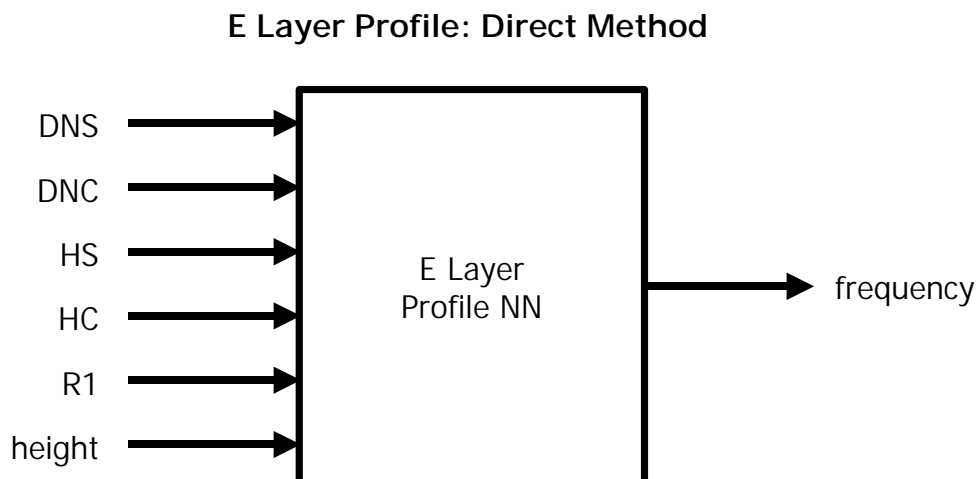 E Layer Profile: Direct Method
DNS
DNC
HS
HC
R1
height
E Layer
Profile NN
frequency